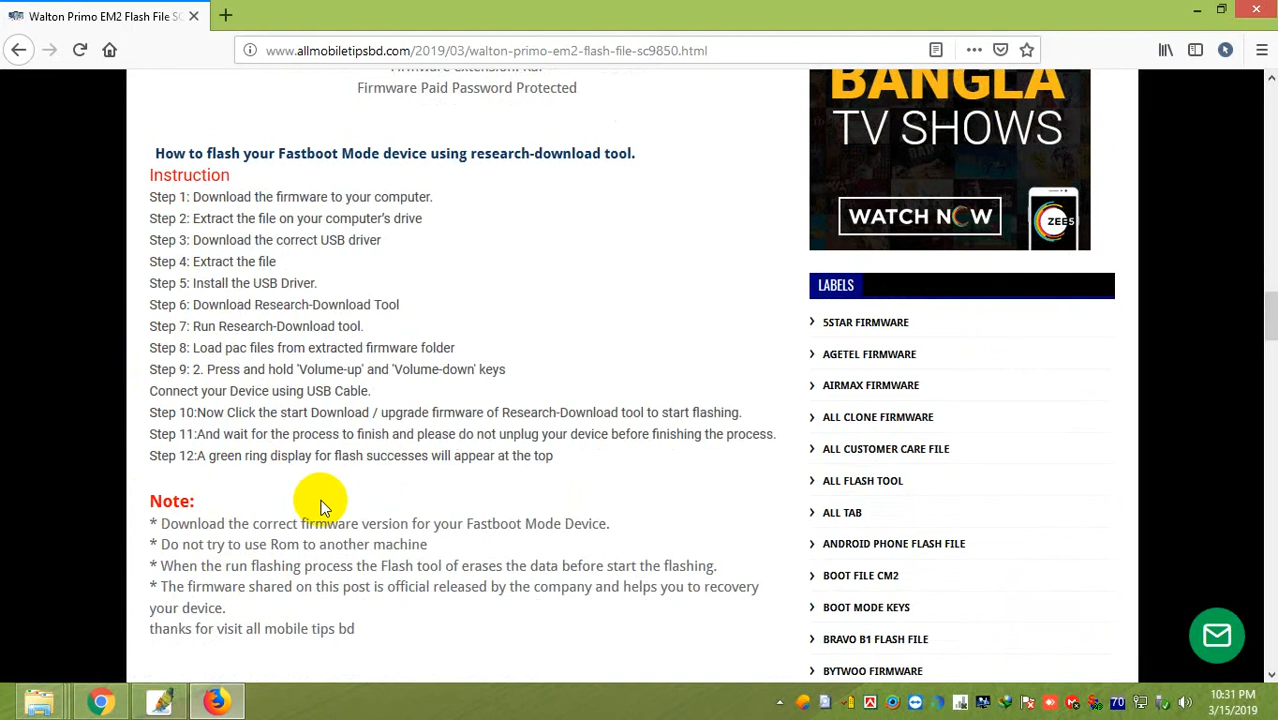 Walton Primo EM2 Flash File SC
www.allmobiletipsbd.com/2019/03/walton-primo-em2-flash-file-sc9850.html
Firmware Paid Password Protected
How to flash your Fastboot Mode device using research-download tool.
Instruction
Step 1: Download the firmware to your computer.
Step 2: Extract the file on your computer's drive
Step 3: Download the correct USB driver
Step 4: Extract the file
Step 5: Install the USB Driver.
Step 6: Download Research-Download Tool
Step 7: Run Research-Download tool.
Step 8: Load pac files from extracted firmware folder
Step 9: 2. Press and hold 'Volume-up' and 'Volume-down' keys
Connect your Device using USB Cable.
Step 10:Now Click the start Download / upgrade firmware of Research-Download tool to start flashing.
Step 11:And wait for the process to finish and please do not unplug your device before finishing the process.
Step 12:A green ring display for flash successes will appear at the top
Note:
* Download the correct firmware version for your Fastboot Mode Device.
* Do not try to use Rom to another machine
* When the run flashing process the Flash tool of erases the data before start the flashing.
* The firmware shared on this post is official released by the company and helps you to recovery
your device.
thanks for visit all mobile tips bd
BANGLA
TV SHOWS
WATCH NOW
ZEE5
LABELS
5STAR FIRMWARE
AGETEL FIRMWARE
AIRMAX FIRMWARE
ALL CLONE FIRMWARE
ALL CUSTOMER CARE FILE
ALL FLASH TOOL
ALL TAB
ANDROID PHONE FLASH FILE
BOOT FILE CM2
BOOT MODE KEYS
BRAVO B1 FLASH FILE
BYTWOO FIRMWARE
70
10:31 PM
3/15/2019